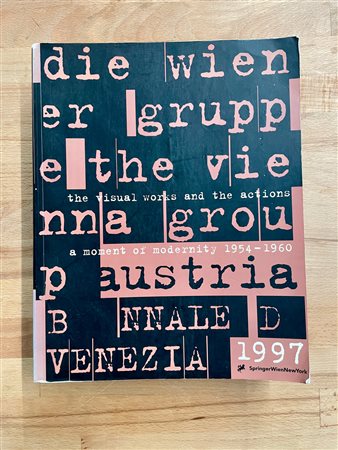 die wien
er grupp
e the vie
the visual works and the actions
nna grou
a moment of modernity 1954–1960
p austria
B NNALE D
VENEZIA
1997
SpringerWienNewYork